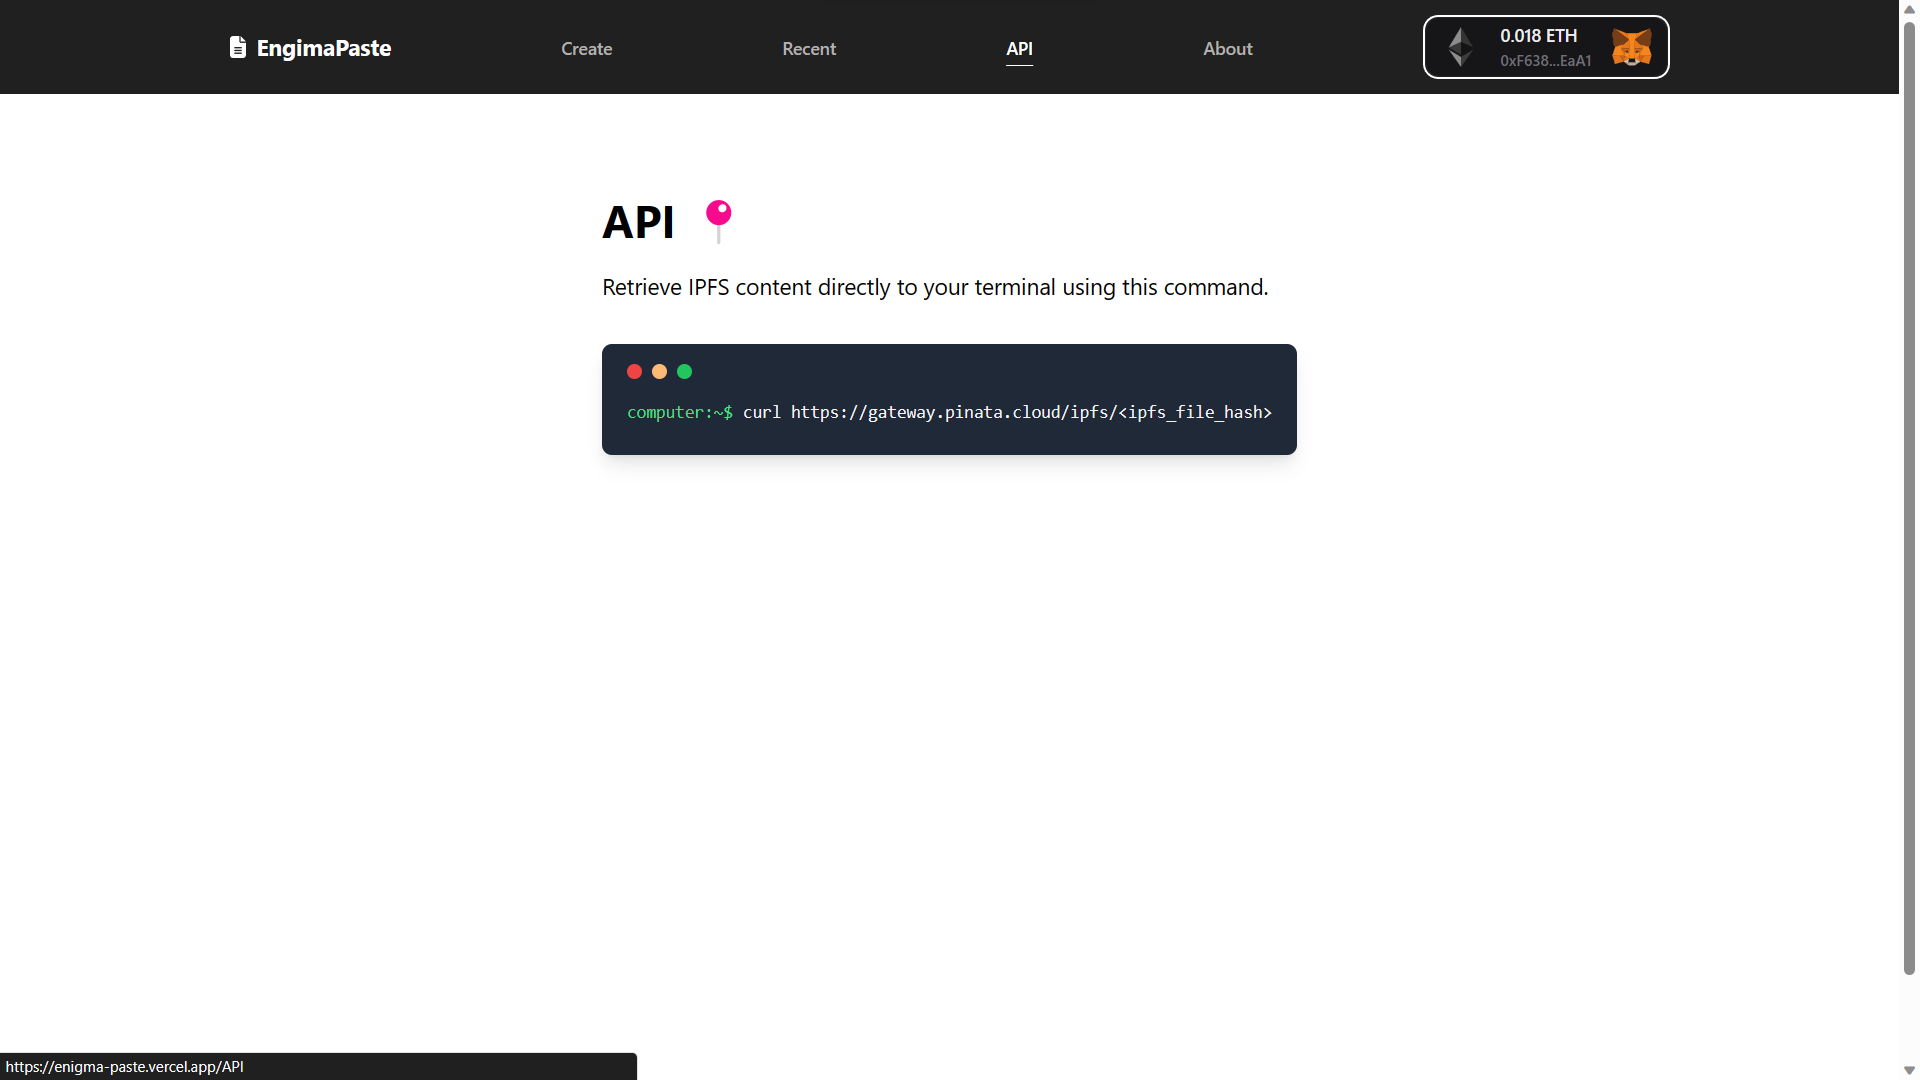 EngimaPaste
Create
Recent
API
About
0.018 ETH
0xF638...EaA1
API
Retrieve IPFS content directly to your terminal using this command.
computer:~$ curl https://gateway.pinata.cloud/ipfs/<ipfs_file_hash>
https://enigma-paste.vercel.app/API